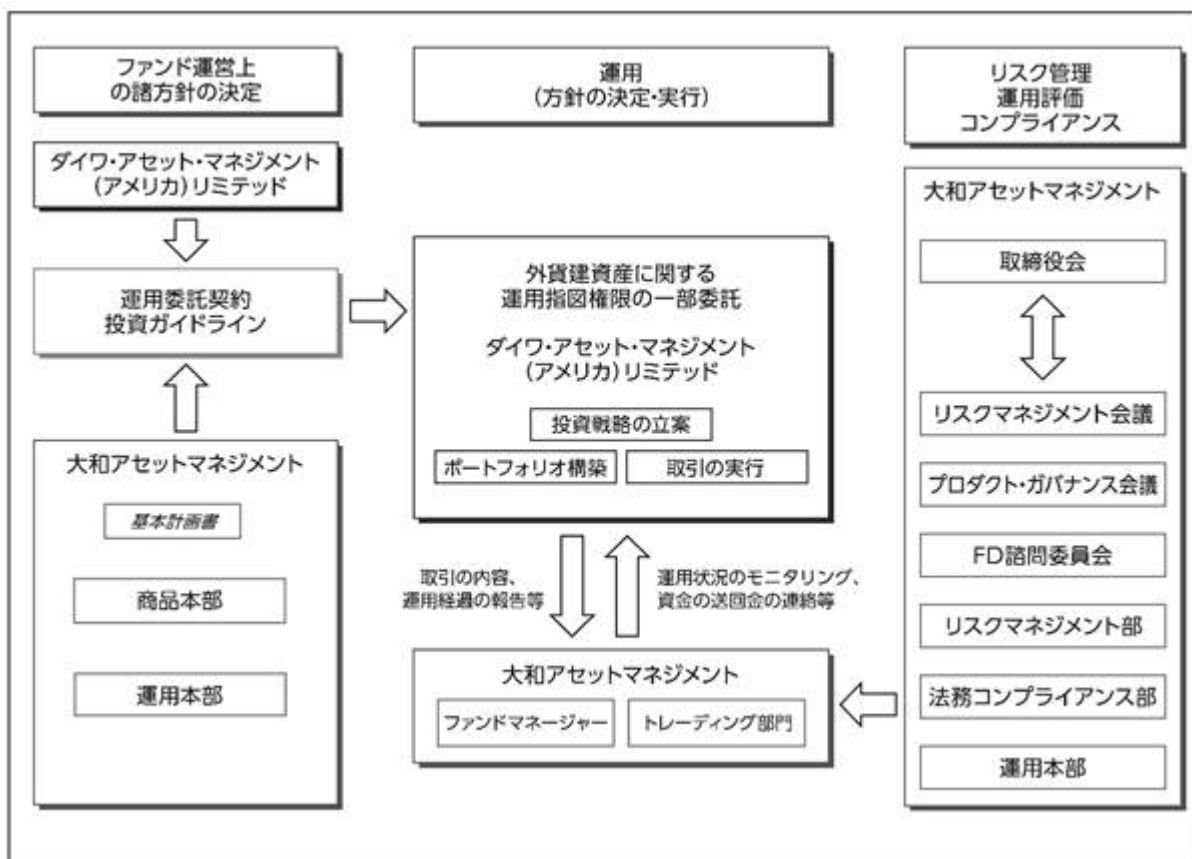 ファンド運営上
の諸方針の決定
ダイワ・アセット・マネジメント
(アメリカ)リミテッド
運用委託契約
投資ガイドライン
大和アセットマネジメント
基本計画書
商品本部
運用本部
運用
(方針の決定・実行)
外貨建資産に関する
運用指図権限の一部委託
ダイワ・アセット・マネジメント
(アメリカ)リミテッド
投資戦略の立案
ポートフォリオ構築
取引の実行
取引の内容、
運用経過の報告等
運用状況のモニタリング、
資金の送回金の連絡等
大和アセットマネジメント
ファンドマネージャー
トレーディング部門
リスク管理
運用評価
コンプライアンス
大和アセットマネジメント
取締役会
リスクマネジメント会議
プロダクト・ガバナンス会議
FD諮問委員会
リスクマネジメント部
法務コンプライアンス部
運用本部